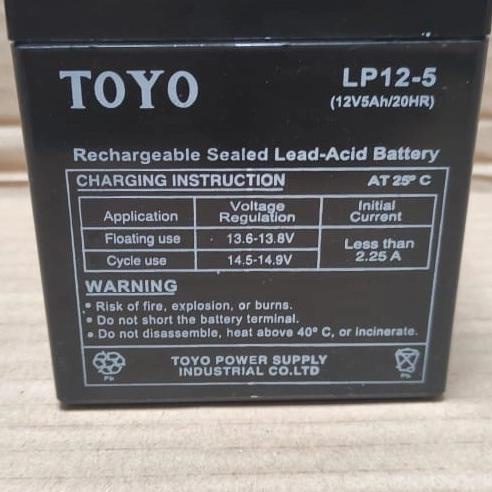 TOYO
LP12-5
(12V5Ah/20HR)
Rechargeable Sealed Lead-Acid Battery
CHARGING INSTRUCTION AT 25º C
Application Voltage Regulation Initial Current
Floating use 13.6-13.8V Less than 2.25 A
Cycle use 14.5-14.9V
WARNING
• Risk of fire, explosion, or burns.
• Do not short the battery terminal.
• Do not disassemble, heat above 40º C, or incinerate.
TOYO POWER SUPPLY
INDUSTRIAL CO.LTD
Pb
Pb